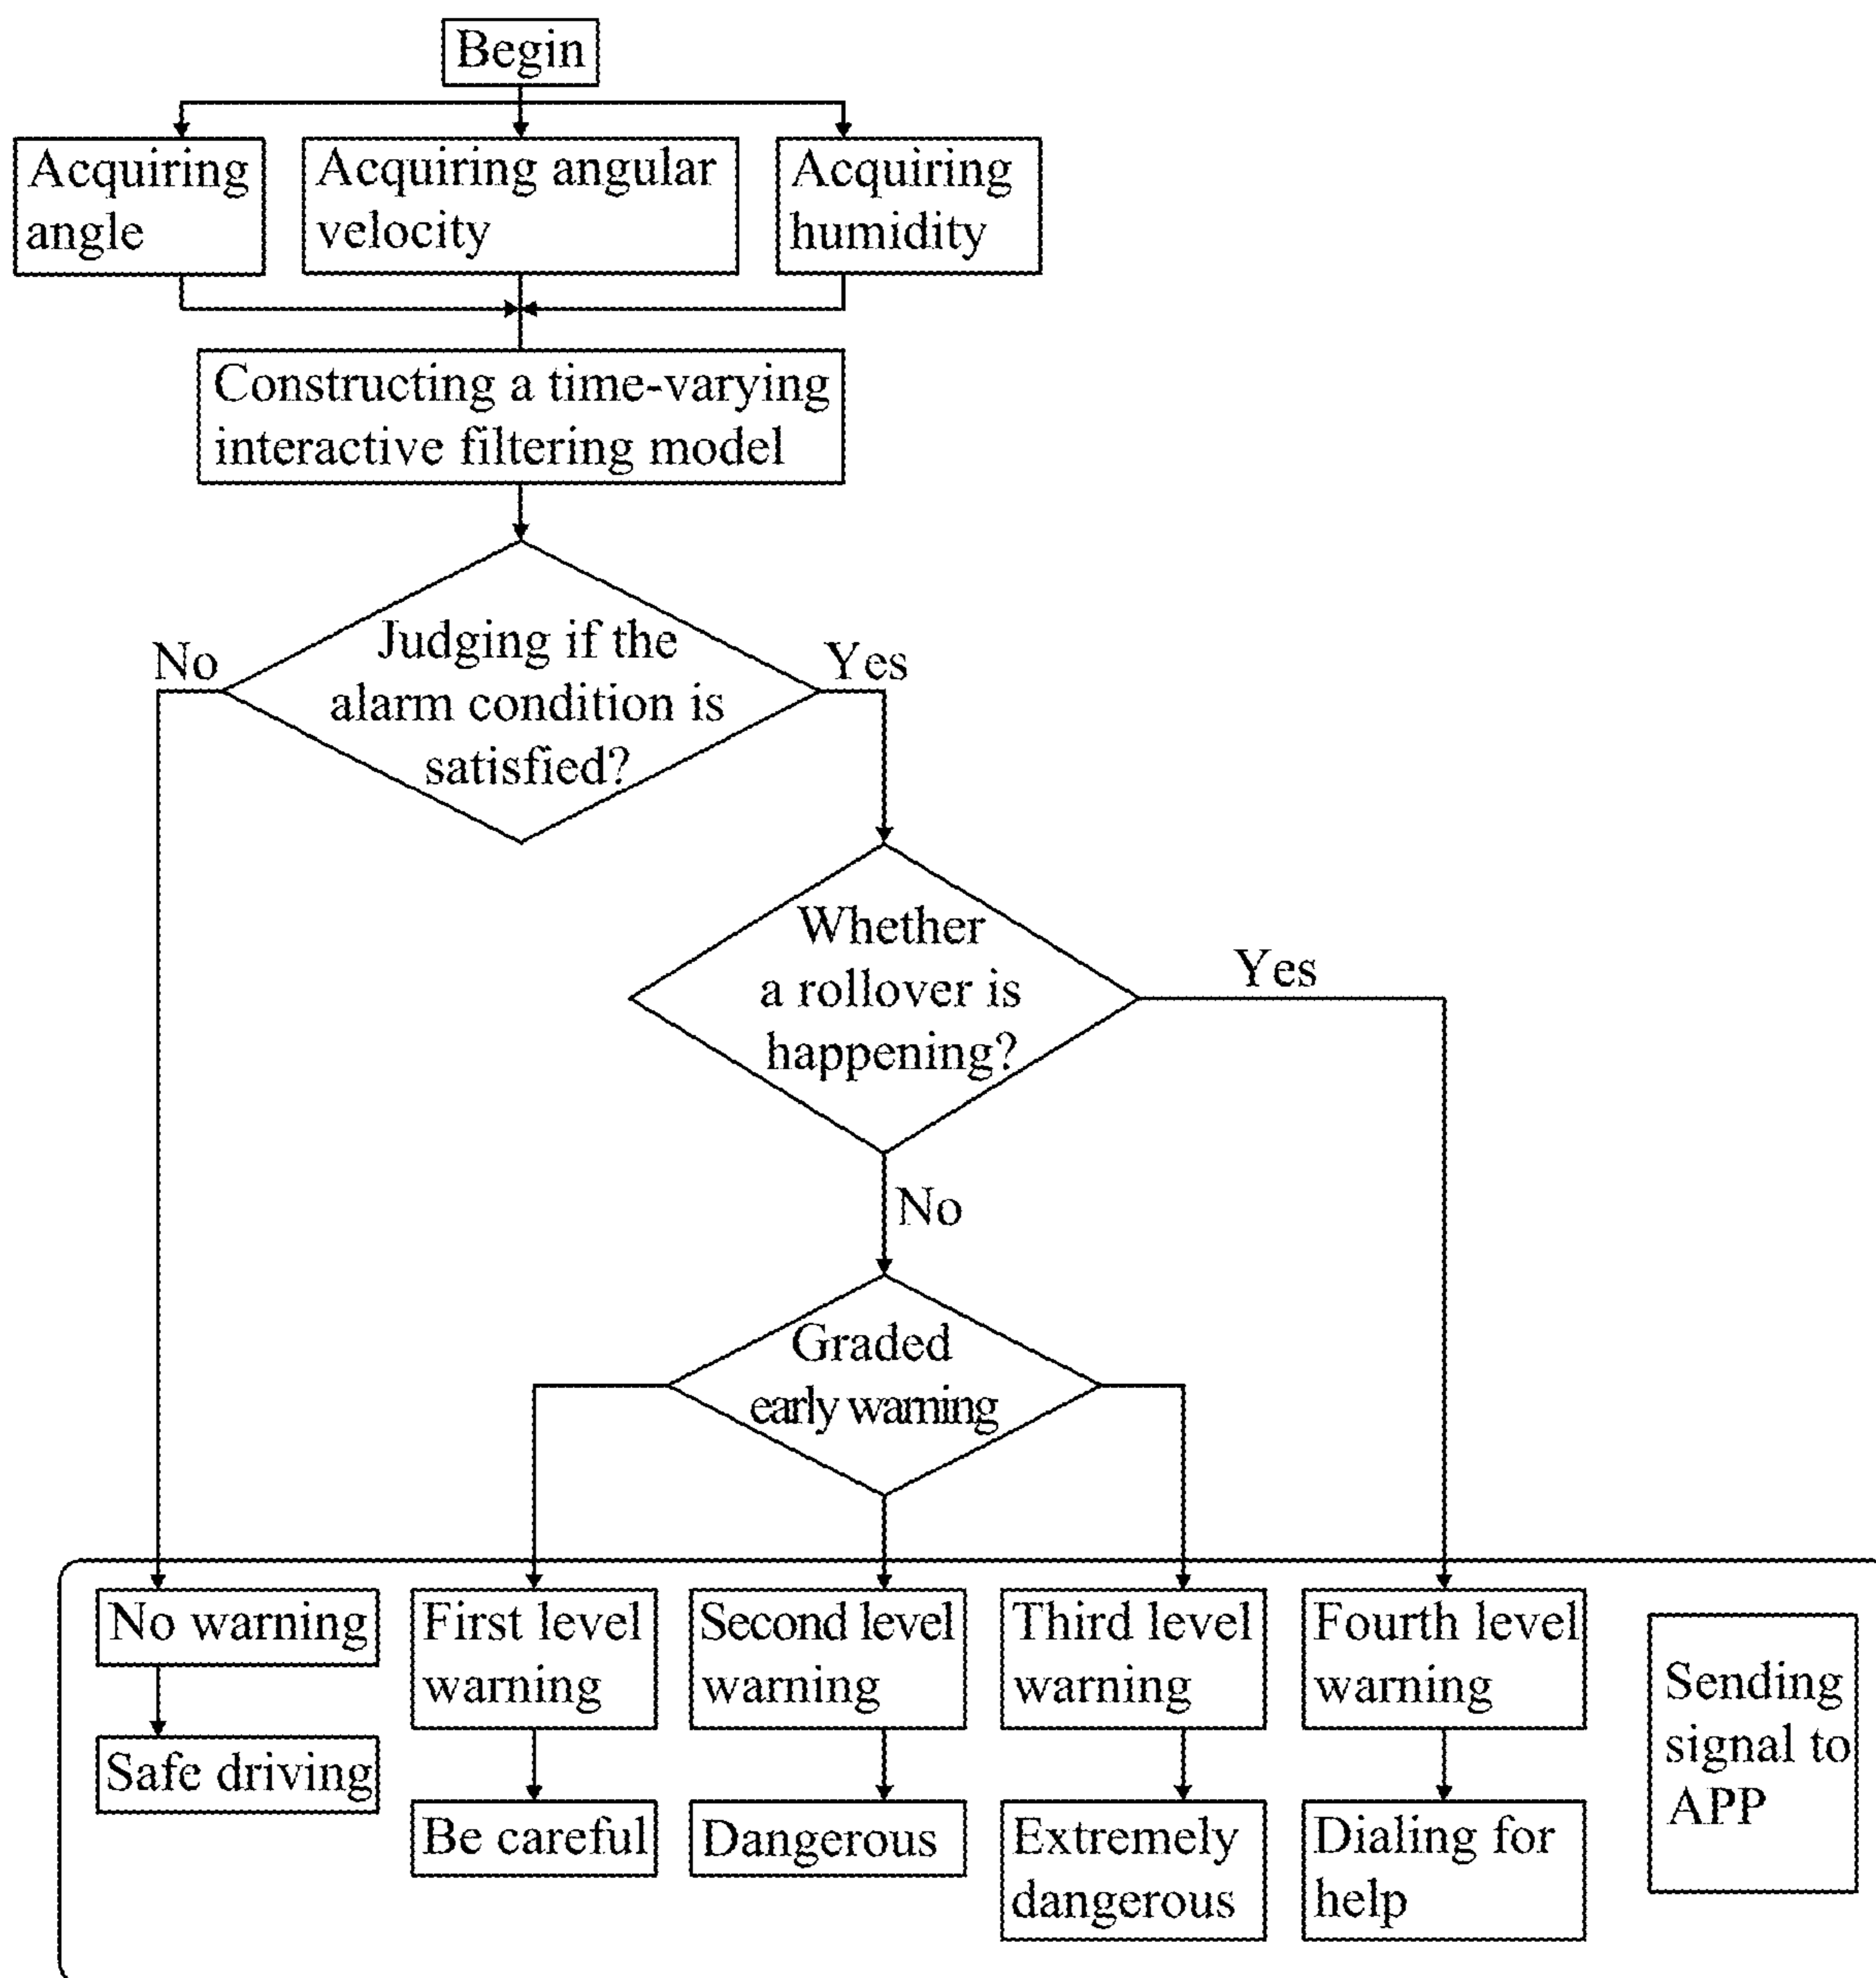 Begin
Acquiring
angle
Acquiring angular
velocity
Acquiring
humidity
Constructing a time-varying
interactive filtering model
Judging if the
alarm condition is
satisfied?
No
Yes
Whether
a rollover is
happening?
Yes
No
Graded
early warning
No warning
Safe driving
First level
warning
Be careful
Second level
warning
Dangerous
Third level
warning
Extremely
dangerous
Fourth level
warning
Dialing for
help
Sending
signal to
APP